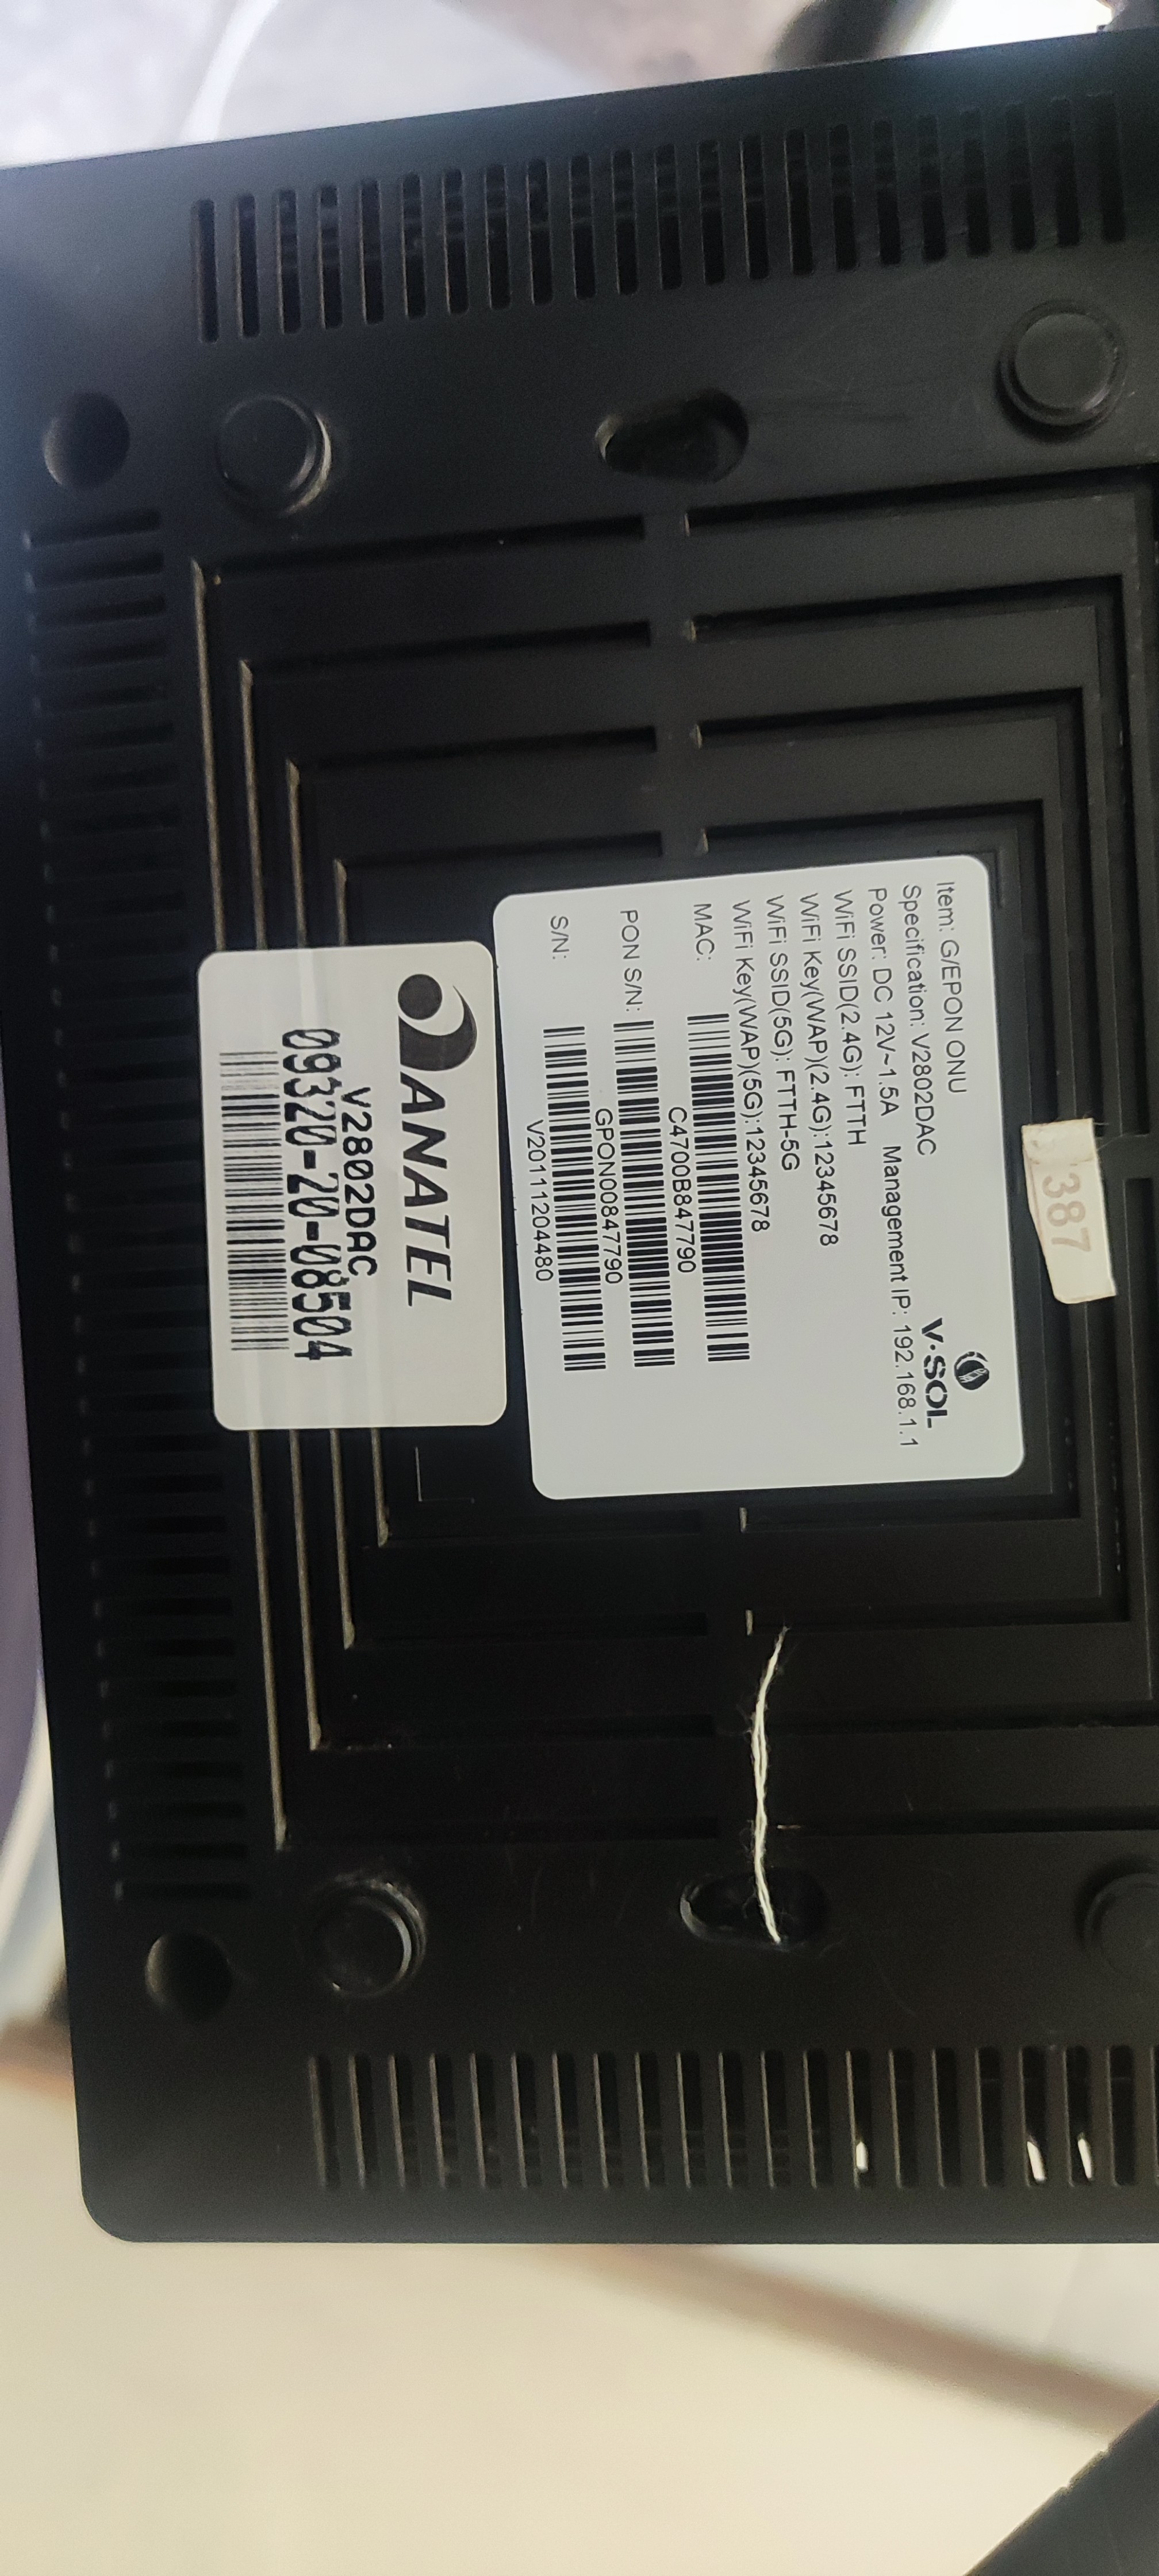 387
V·SOL
Item: G/EPON ONU
Specification: V2802DAC
Power: DC 12V~1.5A Management IP: 192.168.1.1
WiFi SSID(2.4G): FTTH
WiFi Key(WAP)(2.4G):12345678
WiFi SSID(5G): FTTH-5G
WiFi Key(WAP)(5G):12345678
MAC:
C4700B847790
PON S/N:
GPON00847790
S/N:
V2011204480
ANATEL
V2802DAC
09320-20-08504